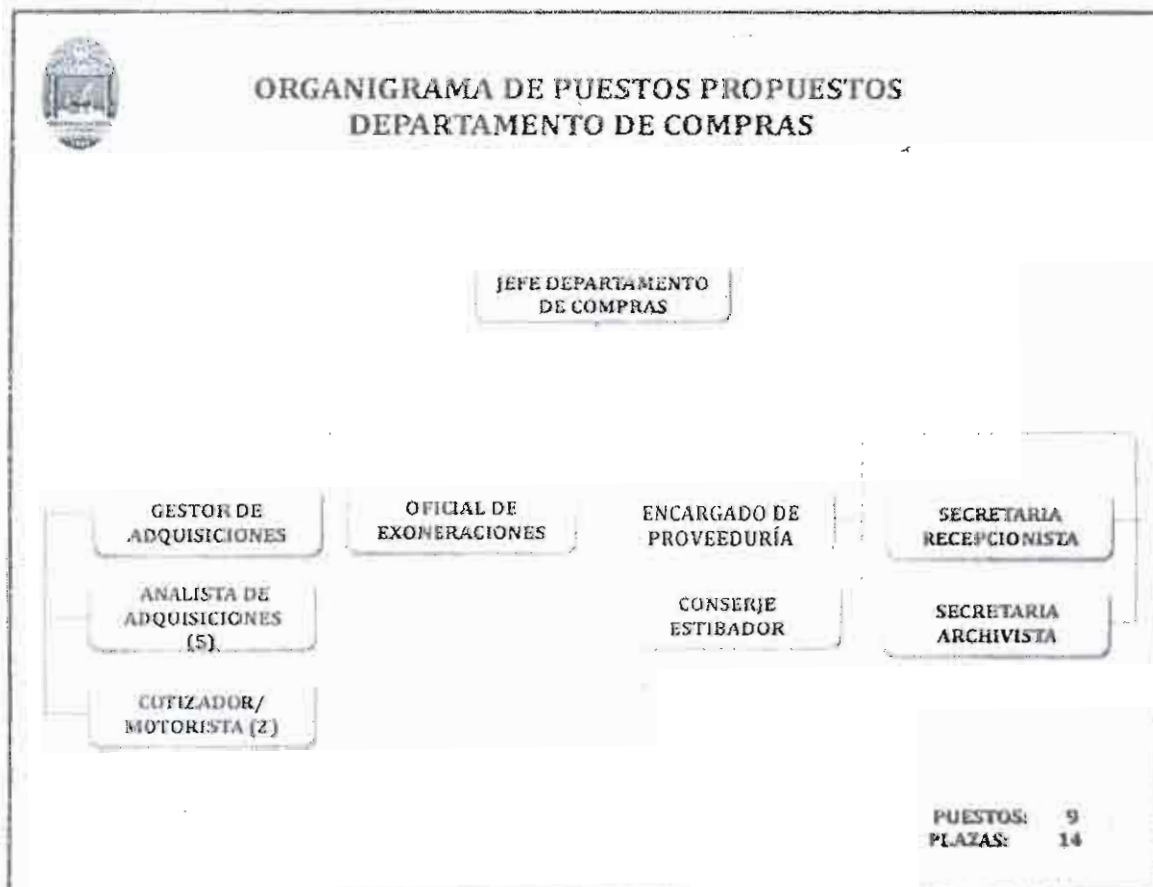 ORGANIGRAMA DE PUESTOS PROPUESTOS
DEPARTAMENTO DE COMPRAS
JEFE DEPARTAMENTO
DE COMPRAS
GESTOR DE
ADQUISICIONES
ANALISTA DE
ADQUISICIONES
(5)
COTIZADOR/
MOTORISTA (2)
OFICIAL DE
EXONERACIONES
ENCARGADO DE
PROVEEDURÍA
CONSERJE
ESTIBADOR
SECRETARIA
RECEPCIONISTA
SECRETARIA
ARCHIVISTA
PUESTOS: 9
PLAZAS: 14